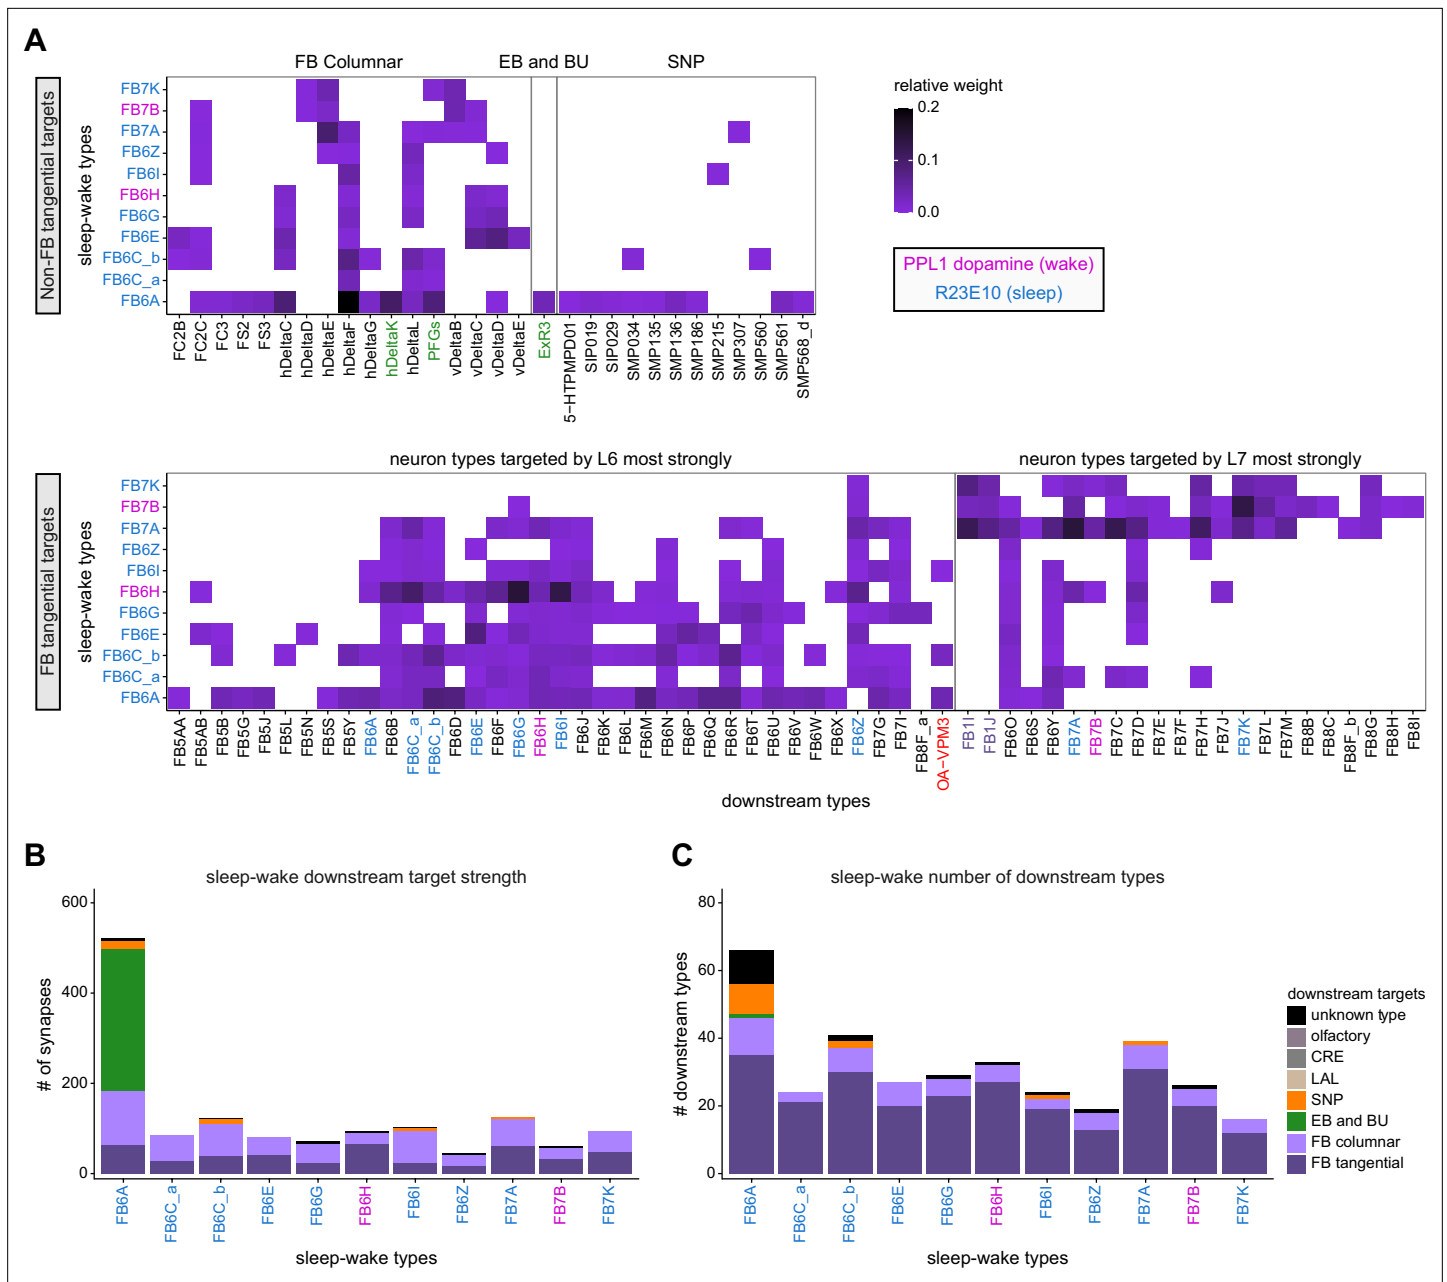 A
FB Columnar
EB and BU
SNP
Non-FB tangential targets
sleep-wake types
FB7K
FB7B
FB7A
FB6Z
FB6I
FB6H
FB6G
FB6E
FB6C_b
FB6C_a
FB6A
FC2B
FC2C
FC3
FS2
FS3
hDeltaC
hDeltaD
hDeltaE
hDeltaF
hDeltaG
hDeltaK
hDeltaL
PFGs
vDeltaB
vDeltaC
vDeltaD
vDeltaE
ExR3
5-HTPMPD01
SIP019
SIP029
SMP034
SMP135
SMP136
SMP186
SMP215
SMP307
SMP560
SMP561
SMP568_d
relative weight
0.2
0.1
0.0
PPL1 dopamine (wake)
R23E10 (sleep)
neuron types targeted by L6 most strongly
neuron types targeted by L7 most strongly
FB tangential targets
sleep-wake types
FB7K
FB7B
FB7A
FB6Z
FB6I
FB6H
FB6G
FB6E
FB6C_b
FB6C_a
FB6A
FB5AA
FB5AB
FB5B
FB5G
FB5J
FB5L
FB5N
FB5S
FB5Y
FB6A
FB6B
FB6C_a
FB6C_b
FB6D
FB6E
FB6F
FB6G
FB6H
FB6I
FB6J
FB6K
FB6L
FB6M
FB6N
FB6P
FB6Q
FB6R
FB6T
FB6U
FB6V
FB6W
FB6X
FB6Z
FB7G
FB7I
FB8F_a
OA-VPM3
FB1I
FB1J
FB6O
FB6S
FB6Y
FB7A
FB7B
FB7C
FB7D
FB7E
FB7F
FB7H
FB7J
FB7K
FB7L
FB7M
FB8B
FB8C
FB8F_b
FB8G
FB8H
FB8I
downstream types
B
sleep-wake downstream target strength
# of synapses
600
400
200
0
FB6A
FB6C_a
FB6C_b
FB6E
FB6G
FB6H
FB6I
FB6Z
FB7A
FB7B
FB7K
sleep-wake types
C
sleep-wake number of downstream types
# downstream types
80
60
40
20
0
FB6A
FB6C_a
FB6C_b
FB6E
FB6G
FB6H
FB6I
FB6Z
FB7A
FB7B
FB7K
sleep-wake types
downstream targets
unknown type
olfactory
CRE
LAL
SNP
EB and BU
FB columnar
FB tangential